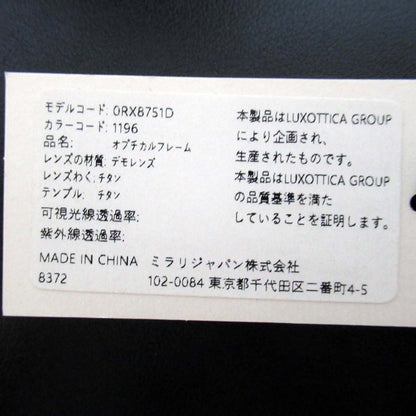 モデルコード: 0RX8751D
カラーコード: 1196
品名: オプチカルフレーム
レンズの材質: デモレンズ
レンズわく: チタン
テンプル: チタン
可視光線透過率:
紫外線透過率:
MADE IN CHINA
8372
本製品はLUXOTTICA GROUP
により企画され、
生産されたものです。
本製品はLUXOTTICA GROUP
の品質基準を満た
していることを証明します。
ミラリジャパン株式会社
102-0084 東京都千代田区二番町4-5